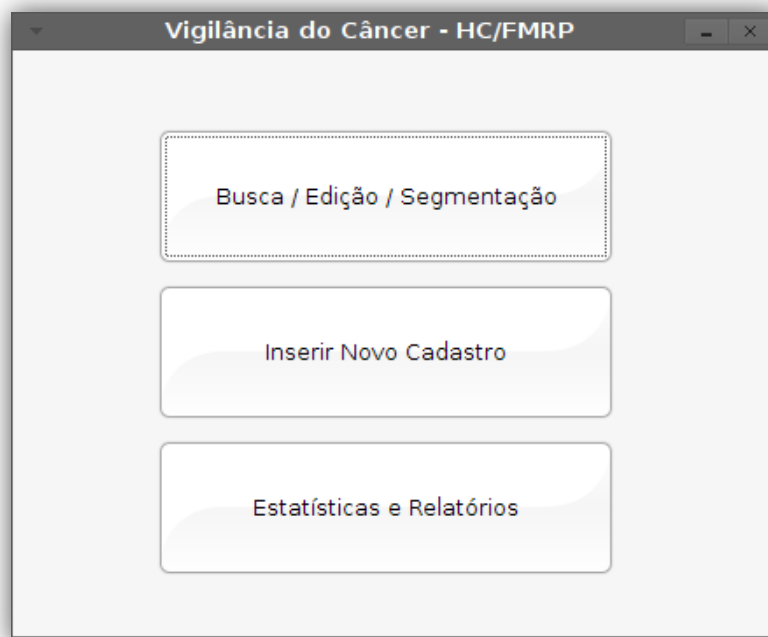 Vigilância do Câncer - HC/FMRP
Busca / Edição / Segmentação
Inserir Novo Cadastro
Estatísticas e Relatórios